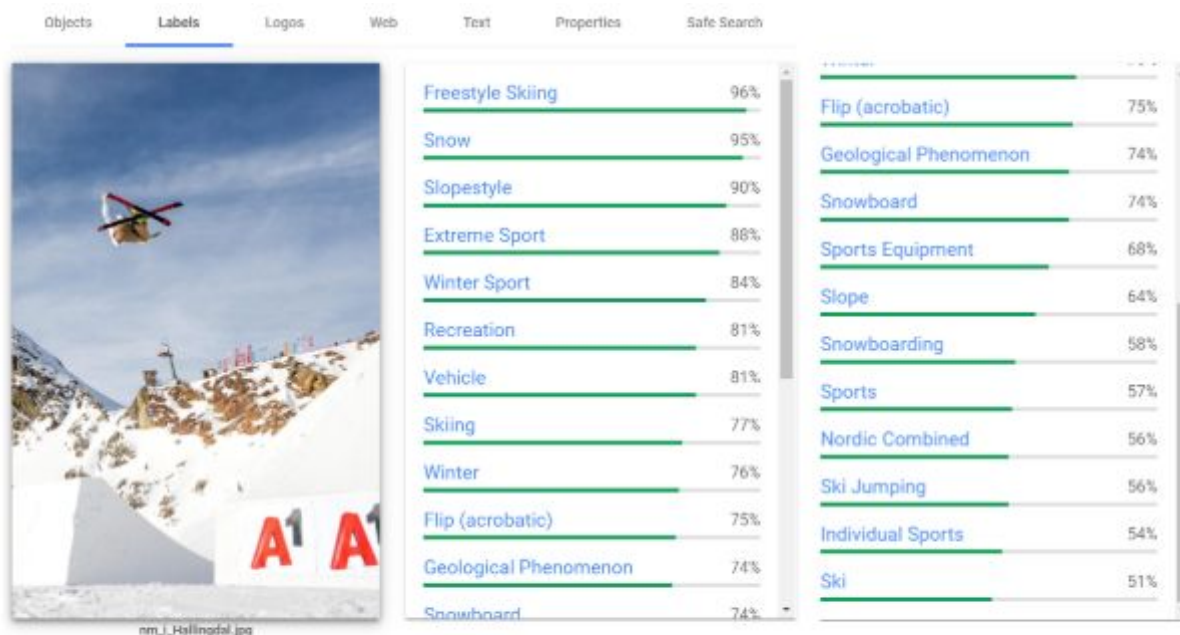 Objects Labels Logos Web Text Properties Safe Search
Freestyle Skiing 96%
Snow 95%
Slopestyle 90%
Extreme Sport 88%
Winter Sport 84%
Recreation 81%
Vehicle 81%
Skiing 77%
Winter 76%
Flip (acrobatic) 75%
Geological Phenomenon 74%
Snowboard 74%
A1 A1
nm_i_Hallingdal.jpg
Flip (acrobatic) 75%
Geological Phenomenon 74%
Snowboard 74%
Sports Equipment 68%
Slope 64%
Snowboarding 58%
Sports 57%
Nordic Combined 56%
Ski Jumping 56%
Individual Sports 54%
Ski 51%